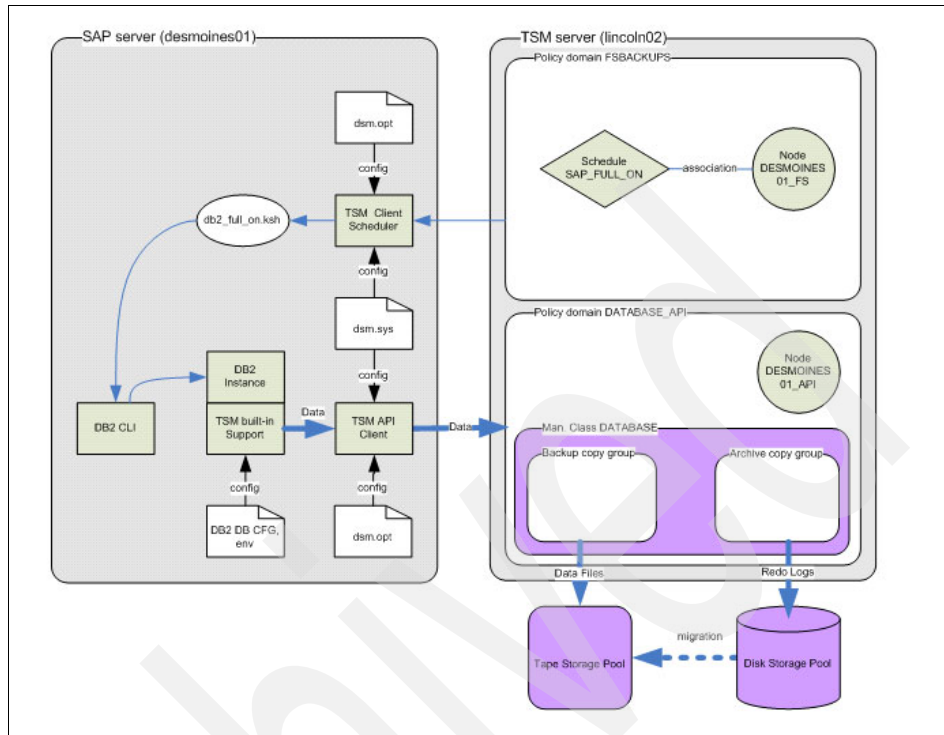 SAP server (desmoines01)
TSM server (lincoln02)
Policy domain FSBACKUPS
dsm.opt
config
Schedule
SAP_FULL_ON
association
Node
DESMOINES
01_FS
db2_full_on.ksh
TSM Client
Scheduler
config
dsm.sys
config
Policy domain DATABASE_API
Node
DESMOINES
01_API
DB2
Instance
DB2 CLI
TSM built-in
Support
Data
TSM API
Client
Data
Man. Class DATABASE
Backup copy group
Archive copy group
config
config
DB2 DB CFG,
env
dsm.opt
Data Files
Redo Logs
migration
Tape Storage Pool
Disk Storage Pool